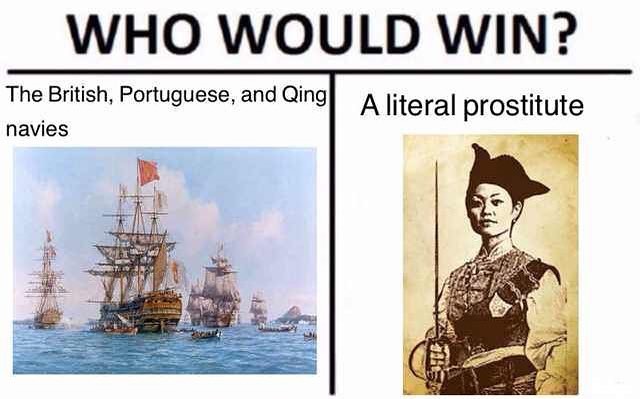 WHO WOULD WIN?
The British, Portuguese, and Qing
navies
A literal prostitute